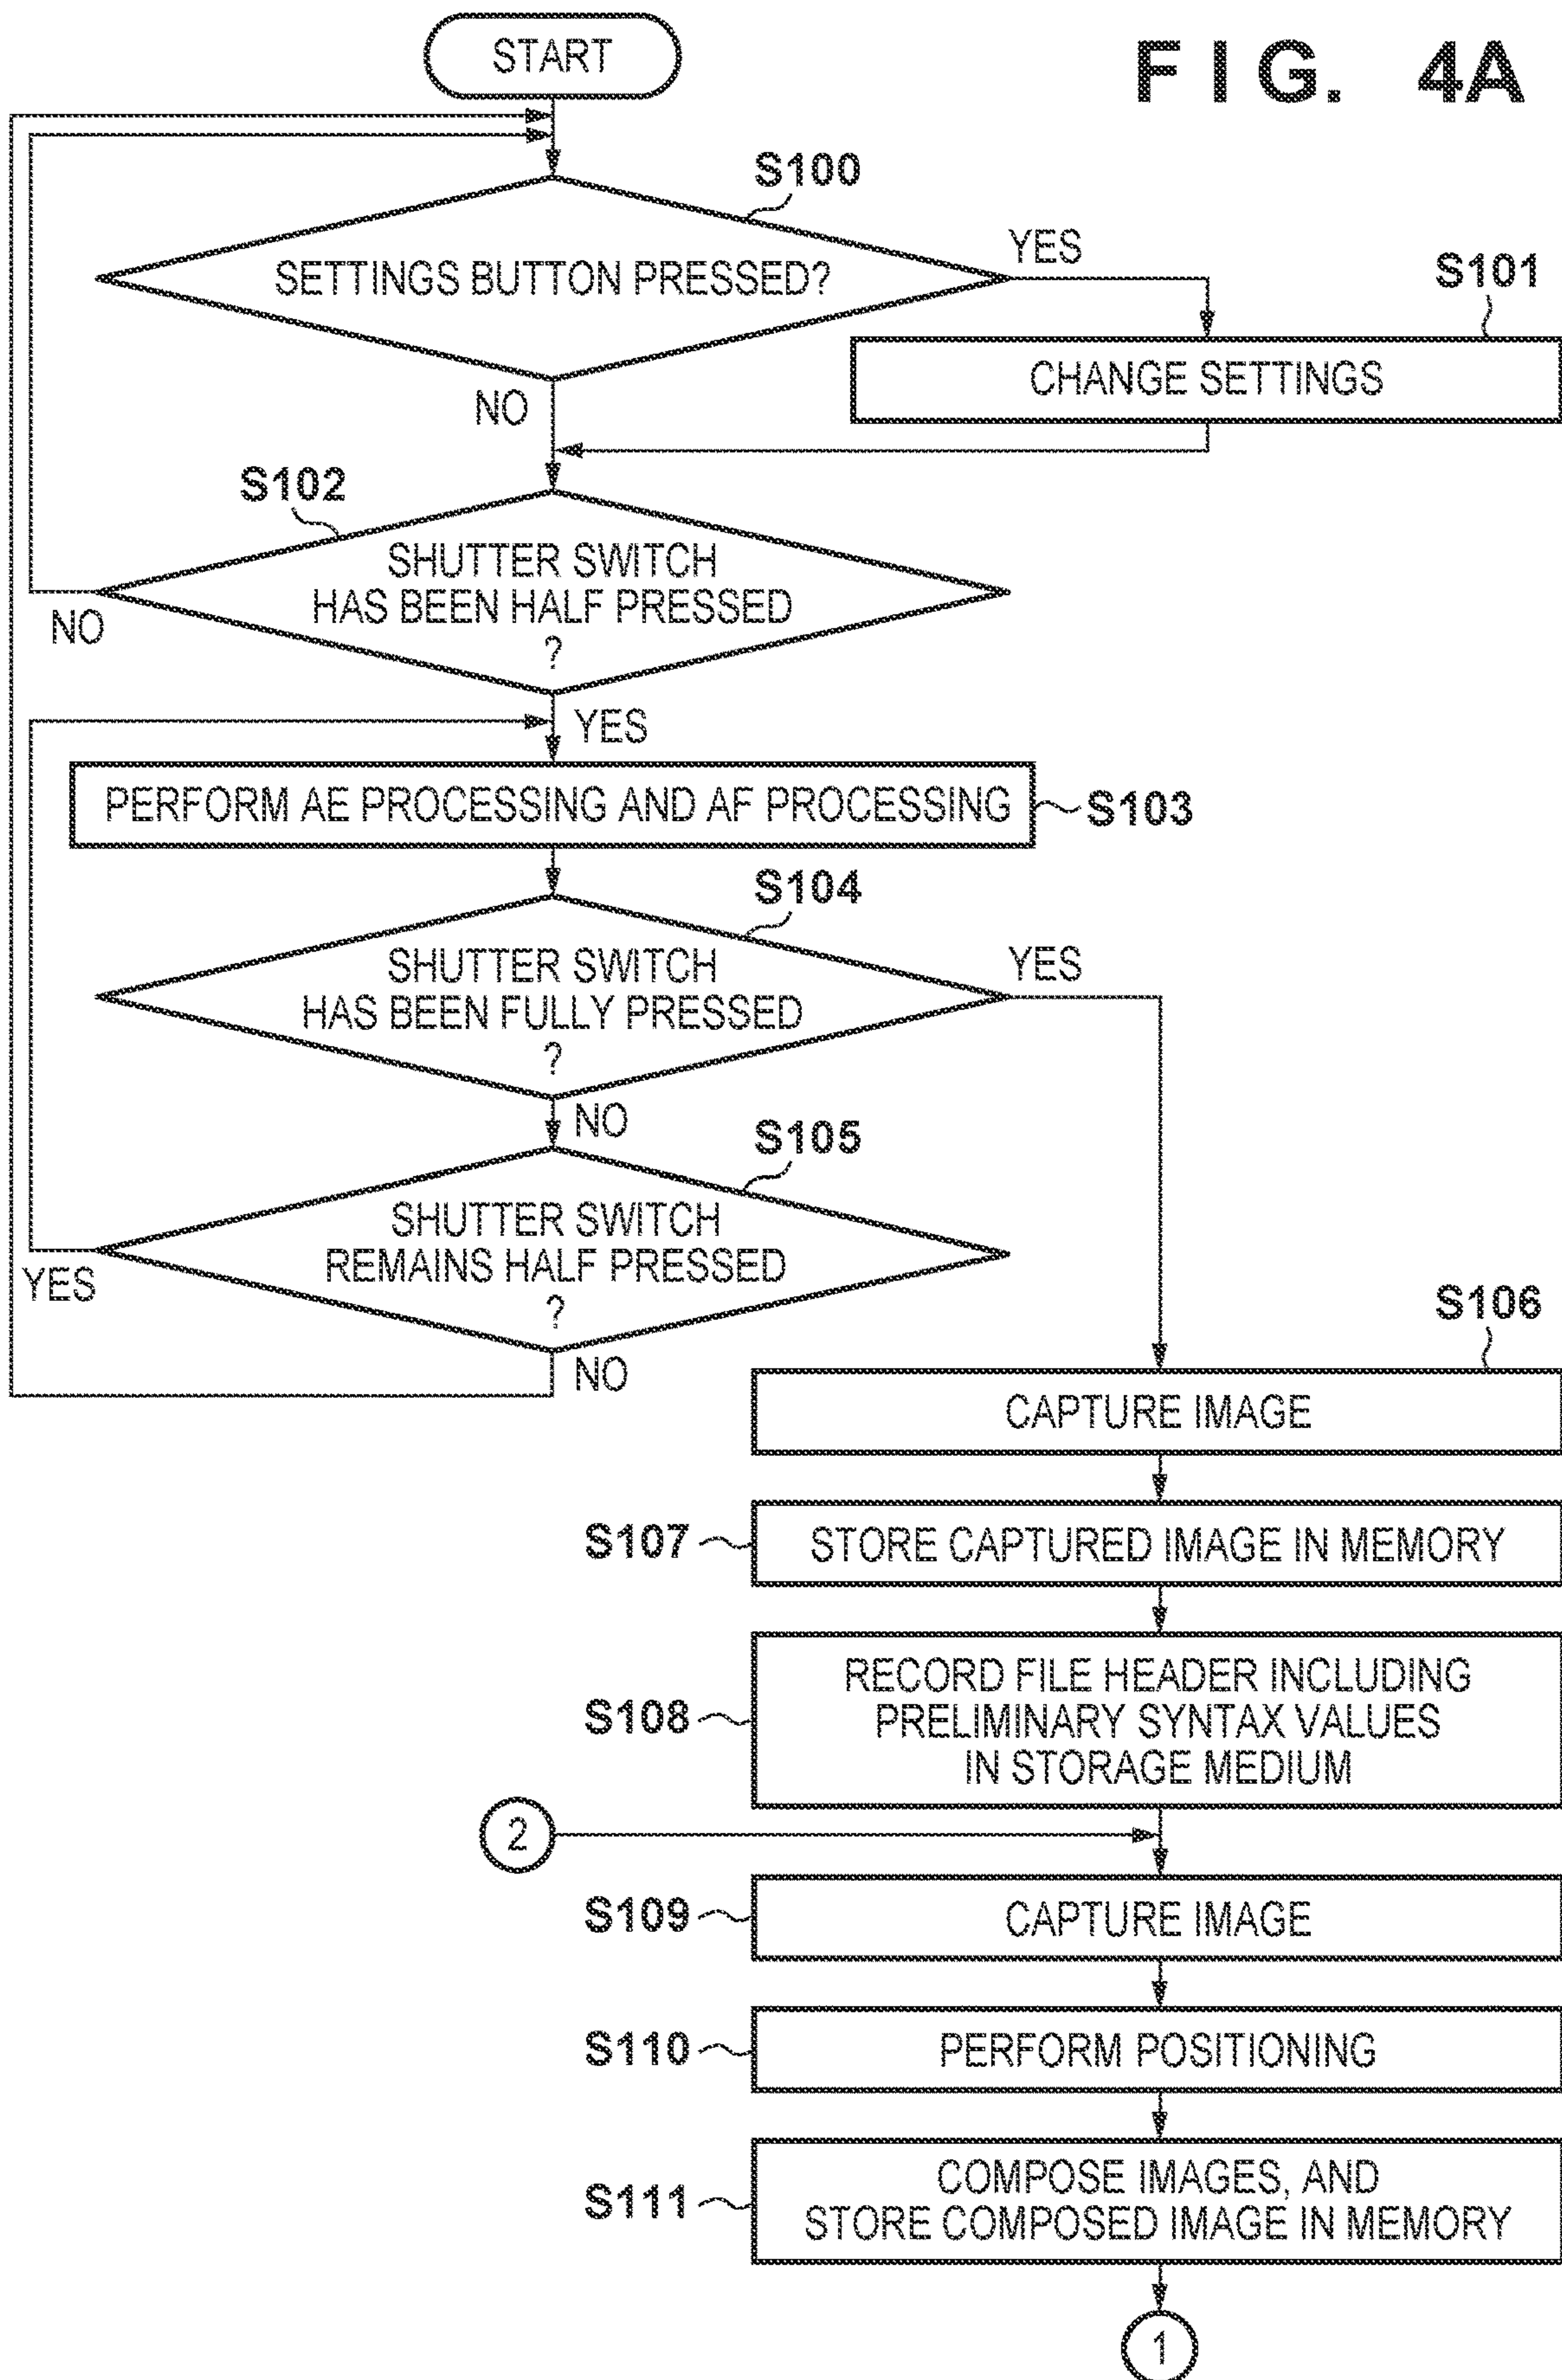 START
FIG. 4A
S100
SETTINGS BUTTON PRESSED?
YES
S101
CHANGE SETTINGS
NO
S102
SHUTTER SWITCH
HAS BEEN HALF PRESSED
?
NO
YES
PERFORM AE PROCESSING AND AF PROCESSING
S103
S104
SHUTTER SWITCH
HAS BEEN FULLY PRESSED
?
YES
NO
S105
SHUTTER SWITCH
REMAINS HALF PRESSED
?
YES
NO
S106
CAPTURE IMAGE
S107
STORE CAPTURED IMAGE IN MEMORY
S108
RECORD FILE HEADER INCLUDING
PRELIMINARY SYNTAX VALUES
IN STORAGE MEDIUM
2
S109
CAPTURE IMAGE
S110
PERFORM POSITIONING
S111
COMPOSE IMAGES, AND
STORE COMPOSED IMAGE IN MEMORY
1